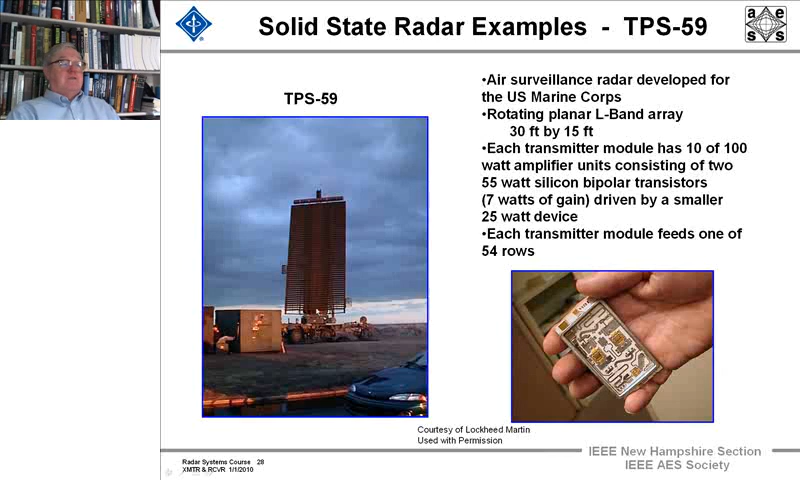 Solid State Radar Examples - TPS-59
a e
s s
TPS-59
•Air surveillance radar developed for
the US Marine Corps
•Rotating planar L-Band array
30 ft by 15 ft
•Each transmitter module has 10 of 100
watt amplifier units consisting of two
55 watt silicon bipolar transistors
(7 watts of gain) driven by a smaller
25 watt device
•Each transmitter module feeds one of
54 rows
Courtesy of Lockheed Martin
Used with Permission
Radar Systems Course 28
XMTR & RCVR 1/1/2010
IEEE New Hampshire Section
IEEE AES Society